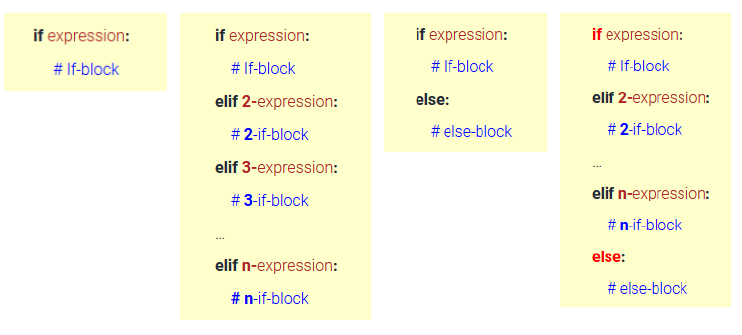 if expression:
# If-block
if expression:
# If-block
elif 2-expression:
# 2-if-block
elif 3-expression:
# 3-if-block
...
elif n-expression:
# n-if-block
if expression:
# If-block
else:
# else-block
if expression:
# If-block
elif 2-expression:
# 2-if-block
...
elif n-expression:
# n-if-block
else:
# else-block